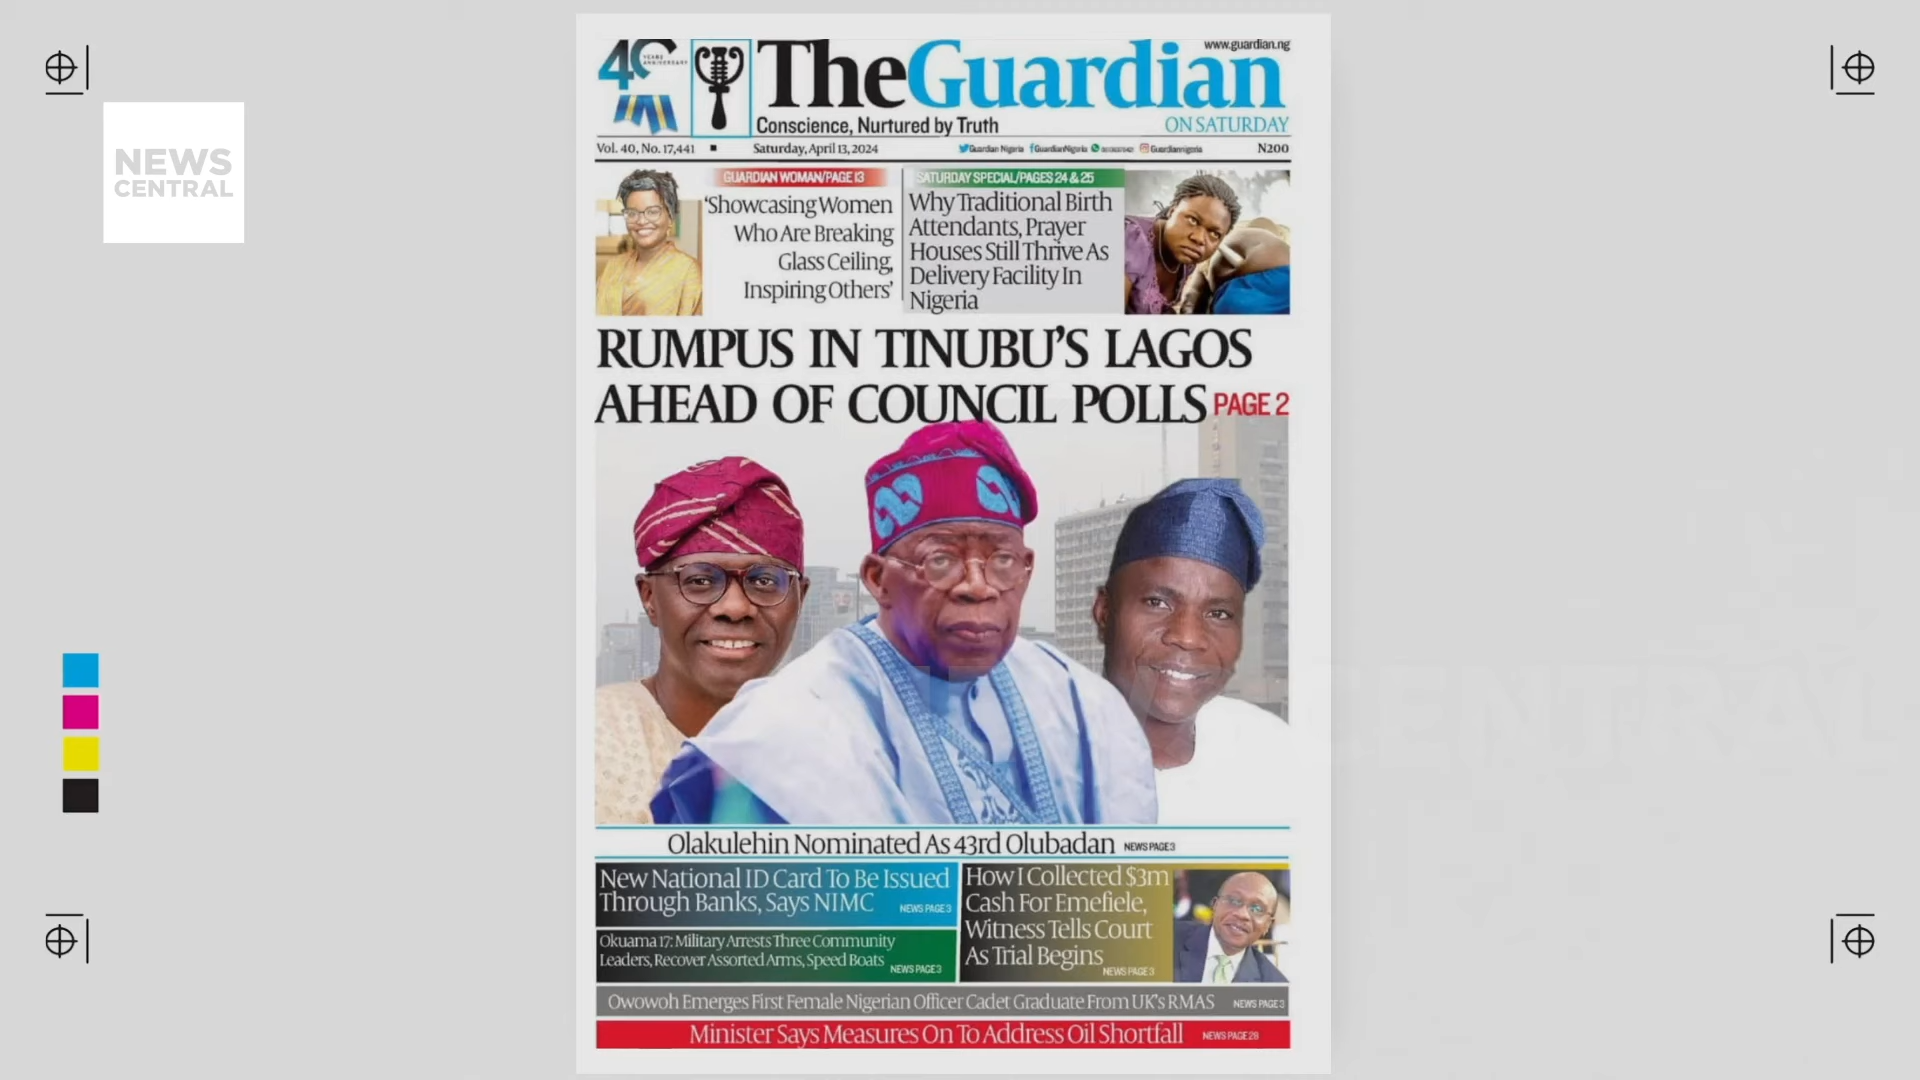 NEWS
CENTRAL
40
YEARS
ANNIVERSARY
www.guardian.ng
TheGuardian
Conscience, Nurtured by Truth
ON SATURDAY
Vol. 40, No. 17,441 ■ Saturday, April 13, 2024 Guardian Nigeria GuardianNigeria Guardiannigeria N200
GUARDIAN WOMAN/PAGE 13
'Showcasing Women
Who Are Breaking
Glass Ceiling,
Inspiring Others'
SATURDAY SPECIAL/PAGES 24 & 25
Why Traditional Birth
Attendants, Prayer
Houses Still Thrive As
Delivery Facility In
Nigeria
RUMPUS IN TINUBU'S LAGOS
AHEAD OF COUNCIL POLLS PAGE 2
Olakulehin Nominated As 43rd Olubadan NEWS PAGE 3
New National ID Card To Be Issued
Through Banks, Says NIMC NEWS PAGE 3
Okuama 17: Military Arrests Three Community
Leaders, Recover Assorted Arms, Speed Boats NEWS PAGE 3
How I Collected $3m
Cash For Emefiele,
Witness Tells Court
As Trial Begins
NEWS PAGE 3
Owowoh Emerges First Female Nigerian Officer Cadet Graduate From UK's RMAS NEWS PAGE 3
Minister Says Measures On To Address Oil Shortfall NEWS PAGE 28